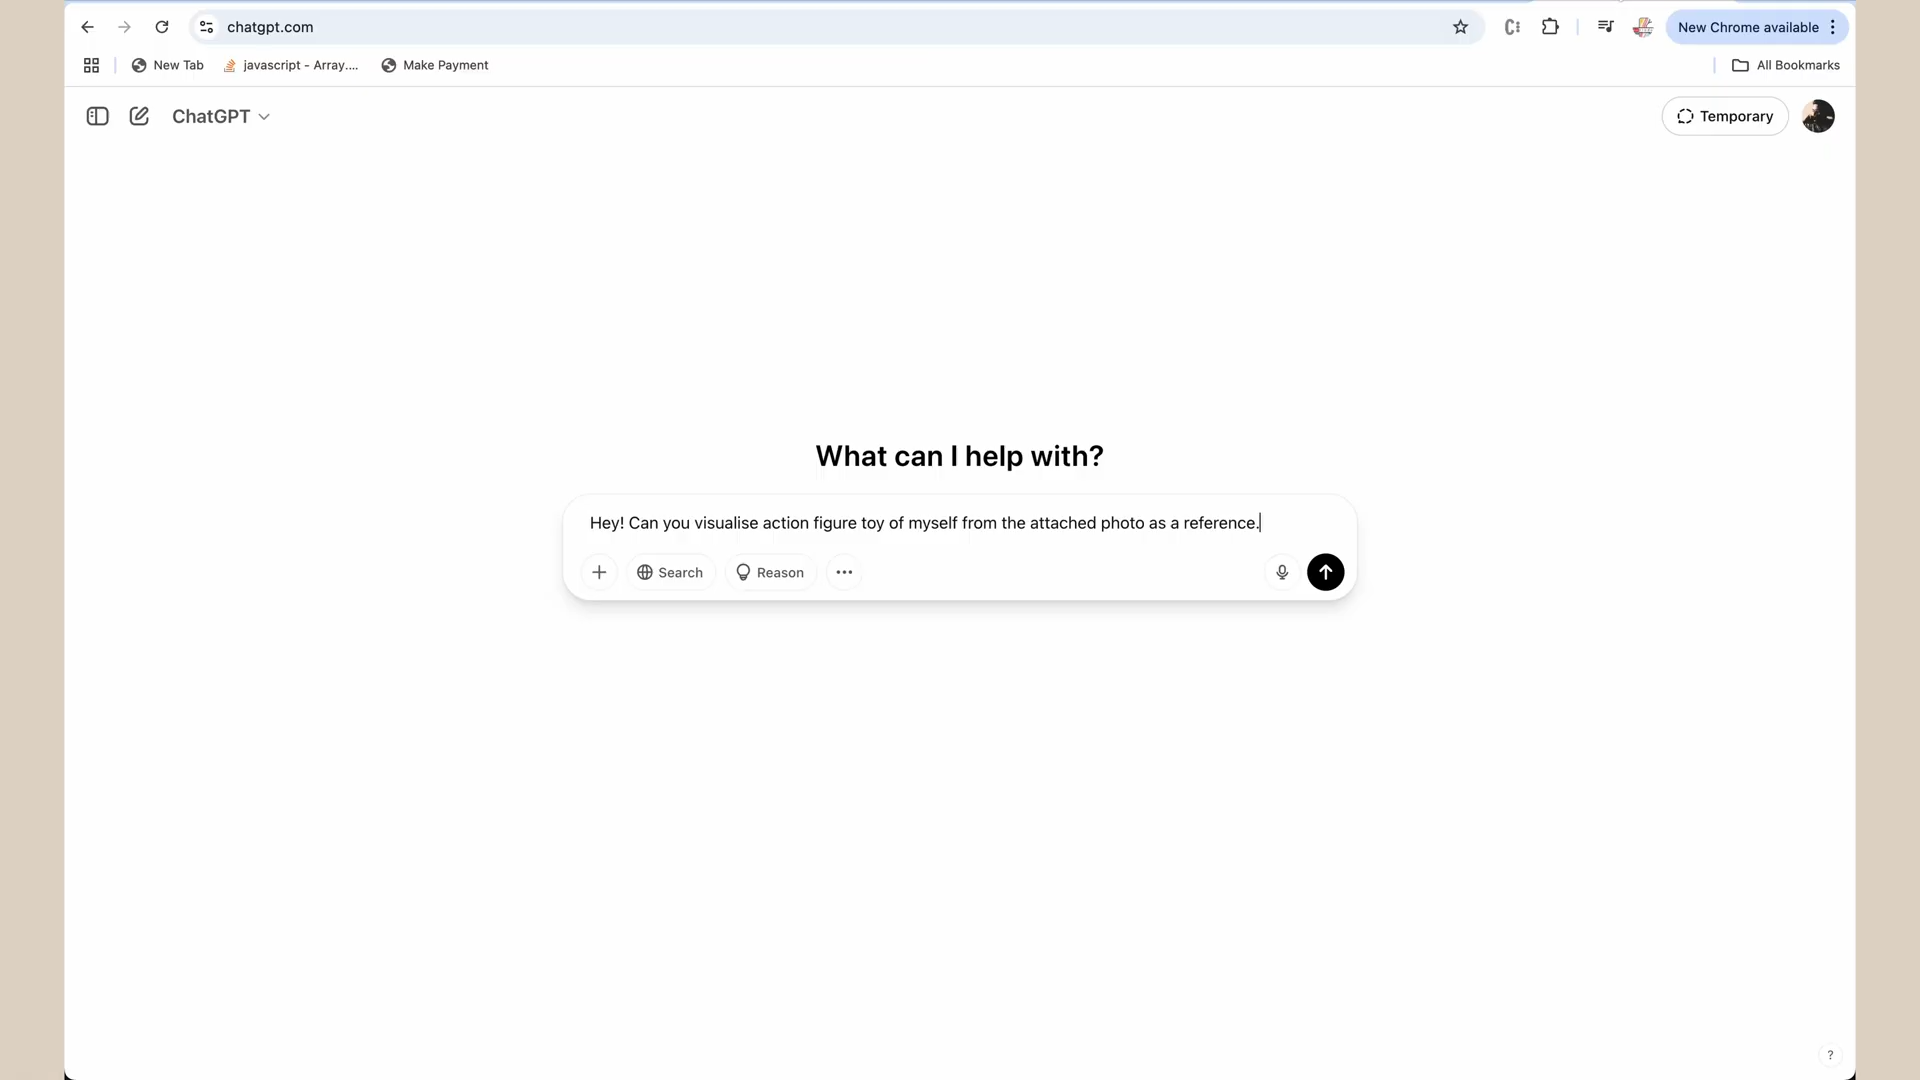 chatgpt.com
New Chrome available
New Tab
javascript - Array....
Make Payment
All Bookmarks
ChatGPT
Temporary
What can I help with?
Hey! Can you visualise action figure toy of myself from the attached photo as a reference.
Search
Reason
?